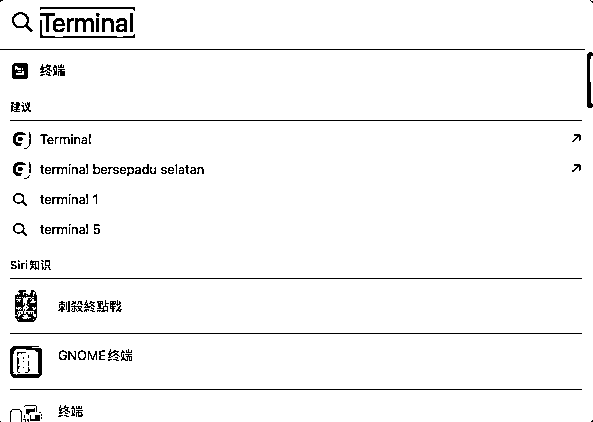 Terminal
终端
建议
Terminal
terminal bersepadu selatan
terminal 1
terminal 5
Siri知识
刺殺終點戰
GNOME终端
终端